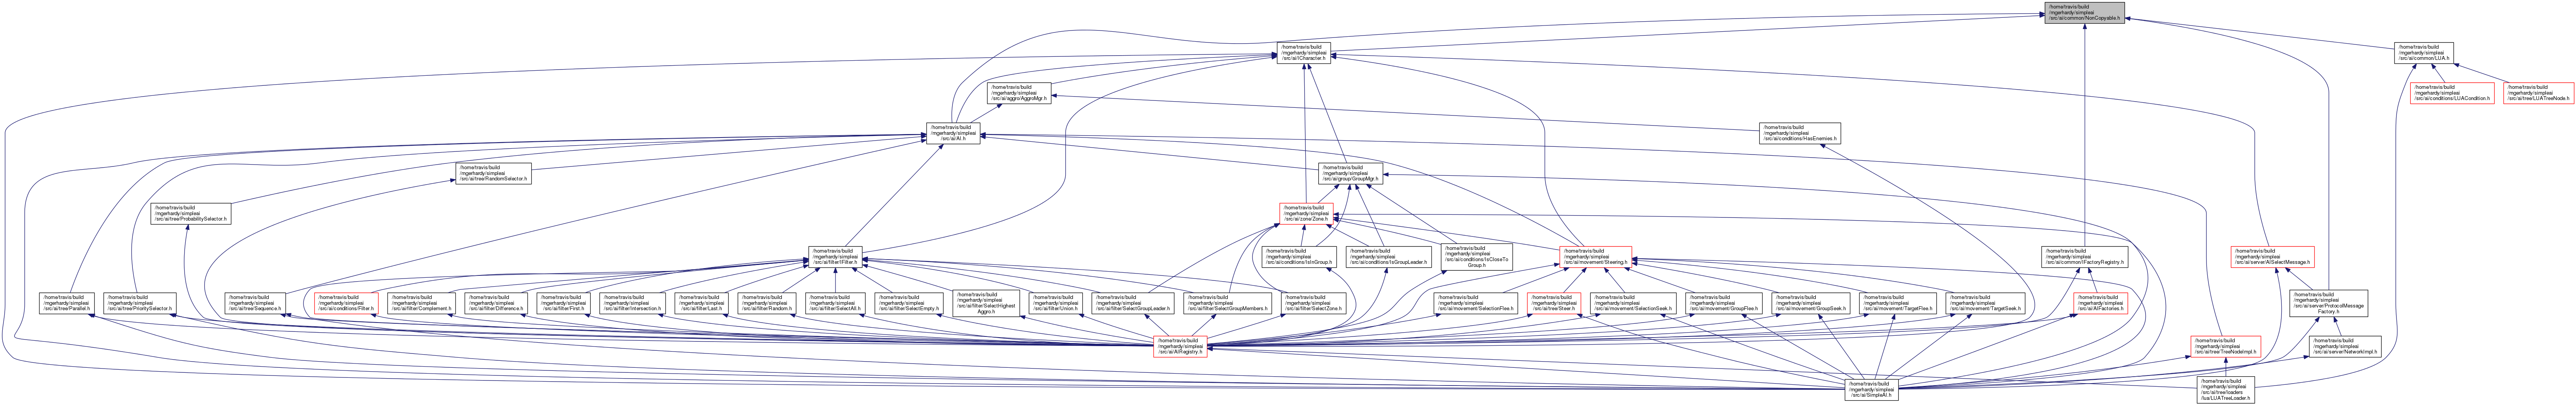 /home/travis/build
/mgerhardy/simpleai
/src/ai/common/NonCopyable.h
/home/travis/build
/mgerhardy/simpleai
/src/ai/ICharacter.h
/home/travis/build
/mgerhardy/simpleai
/src/ai/common/LUA.h
/home/travis/build
/mgerhardy/simpleai
/src/ai/aggro/AggroMgr.h
/home/travis/build
/mgerhardy/simpleai
/src/ai/conditions/LUACondition.h
/home/travis/build
/mgerhardy/simpleai
/src/ai/tree/LUATreeNode.h
/home/travis/build
/mgerhardy/simpleai
/src/ai/AI.h
/home/travis/build
/mgerhardy/simpleai
/src/ai/conditions/HasEnemies.h
/home/travis/build
/mgerhardy/simpleai
/src/ai/tree/RandomSelector.h
/home/travis/build
/mgerhardy/simpleai
/src/ai/group/GroupMgr.h
/home/travis/build
/mgerhardy/simpleai
/src/ai/tree/ProbabilitySelector.h
/home/travis/build
/mgerhardy/simpleai
/src/ai/zone/Zone.h
/home/travis/build
/mgerhardy/simpleai
/src/ai/filter/IFilter.h
/home/travis/build
/mgerhardy/simpleai
/src/ai/conditions/IsInGroup.h
/home/travis/build
/mgerhardy/simpleai
/src/ai/conditions/IsGroupLeader.h
/home/travis/build
/mgerhardy/simpleai
/src/ai/conditions/IsCloseTo
Group.h
/home/travis/build
/mgerhardy/simpleai
/src/ai/movement/Steering.h
/home/travis/build
/mgerhardy/simpleai
/src/ai/common/IFactoryRegistry.h
/home/travis/build
/mgerhardy/simpleai
/src/ai/server/AISelectMessage.h
/home/travis/build
/mgerhardy/simpleai
/src/ai/tree/Parallel.h
/home/travis/build
/mgerhardy/simpleai
/src/ai/tree/PrioritySelector.h
/home/travis/build
/mgerhardy/simpleai
/src/ai/tree/Sequence.h
/home/travis/build
/mgerhardy/simpleai
/src/ai/conditions/Filter.h
/home/travis/build
/mgerhardy/simpleai
/src/ai/filter/Complement.h
/home/travis/build
/mgerhardy/simpleai
/src/ai/filter/Difference.h
/home/travis/build
/mgerhardy/simpleai
/src/ai/filter/First.h
/home/travis/build
/mgerhardy/simpleai
/src/ai/filter/Intersection.h
/home/travis/build
/mgerhardy/simpleai
/src/ai/filter/Last.h
/home/travis/build
/mgerhardy/simpleai
/src/ai/filter/Random.h
/home/travis/build
/mgerhardy/simpleai
/src/ai/filter/SelectAll.h
/home/travis/build
/mgerhardy/simpleai
/src/ai/filter/SelectEmpty.h
/home/travis/build
/mgerhardy/simpleai
/src/ai/filter/SelectHighest
Aggro.h
/home/travis/build
/mgerhardy/simpleai
/src/ai/filter/Union.h
/home/travis/build
/mgerhardy/simpleai
/src/ai/filter/SelectGroupLeader.h
/home/travis/build
/mgerhardy/simpleai
/src/ai/filter/SelectGroupMembers.h
/home/travis/build
/mgerhardy/simpleai
/src/ai/filter/SelectZone.h
/home/travis/build
/mgerhardy/simpleai
/src/ai/movement/SelectionFlee.h
/home/travis/build
/mgerhardy/simpleai
/src/ai/tree/Steer.h
/home/travis/build
/mgerhardy/simpleai
/src/ai/movement/SelectionSeek.h
/home/travis/build
/mgerhardy/simpleai
/src/ai/movement/GroupFlee.h
/home/travis/build
/mgerhardy/simpleai
/src/ai/movement/GroupSeek.h
/home/travis/build
/mgerhardy/simpleai
/src/ai/movement/TargetFlee.h
/home/travis/build
/mgerhardy/simpleai
/src/ai/movement/TargetSeek.h
/home/travis/build
/mgerhardy/simpleai
/src/ai/AIFactories.h
/home/travis/build
/mgerhardy/simpleai
/src/ai/server/ProtocolMessage
Factory.h
/home/travis/build
/mgerhardy/simpleai
/src/ai/AIRegistry.h
/home/travis/build
/mgerhardy/simpleai
/src/ai/tree/TreeNodeImpl.h
/home/travis/build
/mgerhardy/simpleai
/src/ai/server/NetworkImpl.h
/home/travis/build
/mgerhardy/simpleai
/src/ai/SimpleAI.h
/home/travis/build
/mgerhardy/simpleai
/src/ai/tree/loaders
/lua/LUATreeLoader.h